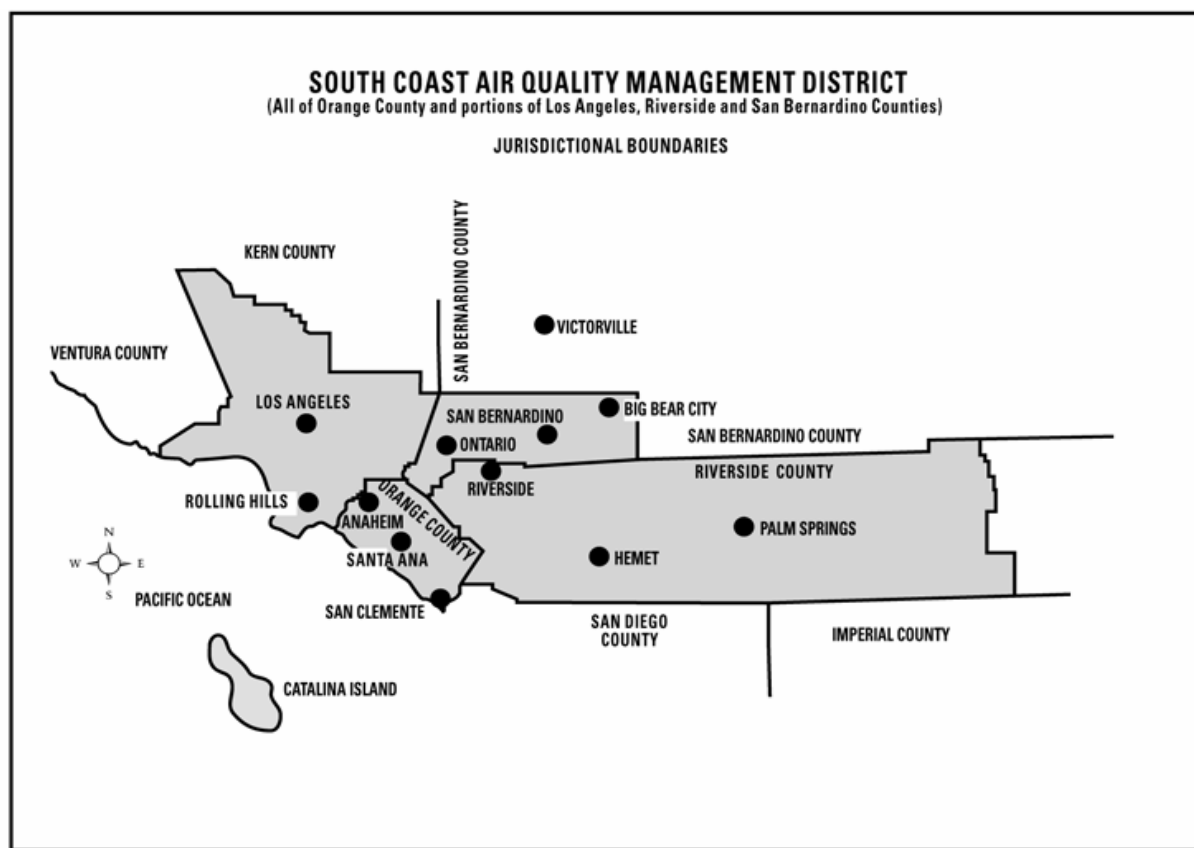 SOUTH COAST AIR QUALITY MANAGEMENT DISTRICT
(All of Orange County and portions of Los Angeles, Riverside and San Bernardino Counties)
JURISDICTIONAL BOUNDARIES
SAN BERNARDINO COUNTY
KERN COUNTY
VICTORVILLE
VENTURA COUNTY
LOS ANGELES
BIG BEAR CITY
SAN BERNARDINO
ONTARIO
SAN BERNARDINO COUNTY
RIVERSIDE COUNTY
RIVERSIDE
ROLLING HILLS
ORANGE COUNTY
ANAHEIM
PALM SPRINGS
SANTA ANA
HEMET
N
W
E
S
PACIFIC OCEAN
SAN CLEMENTE
SAN DIEGO
COUNTY
IMPERIAL COUNTY
CATALINA ISLAND